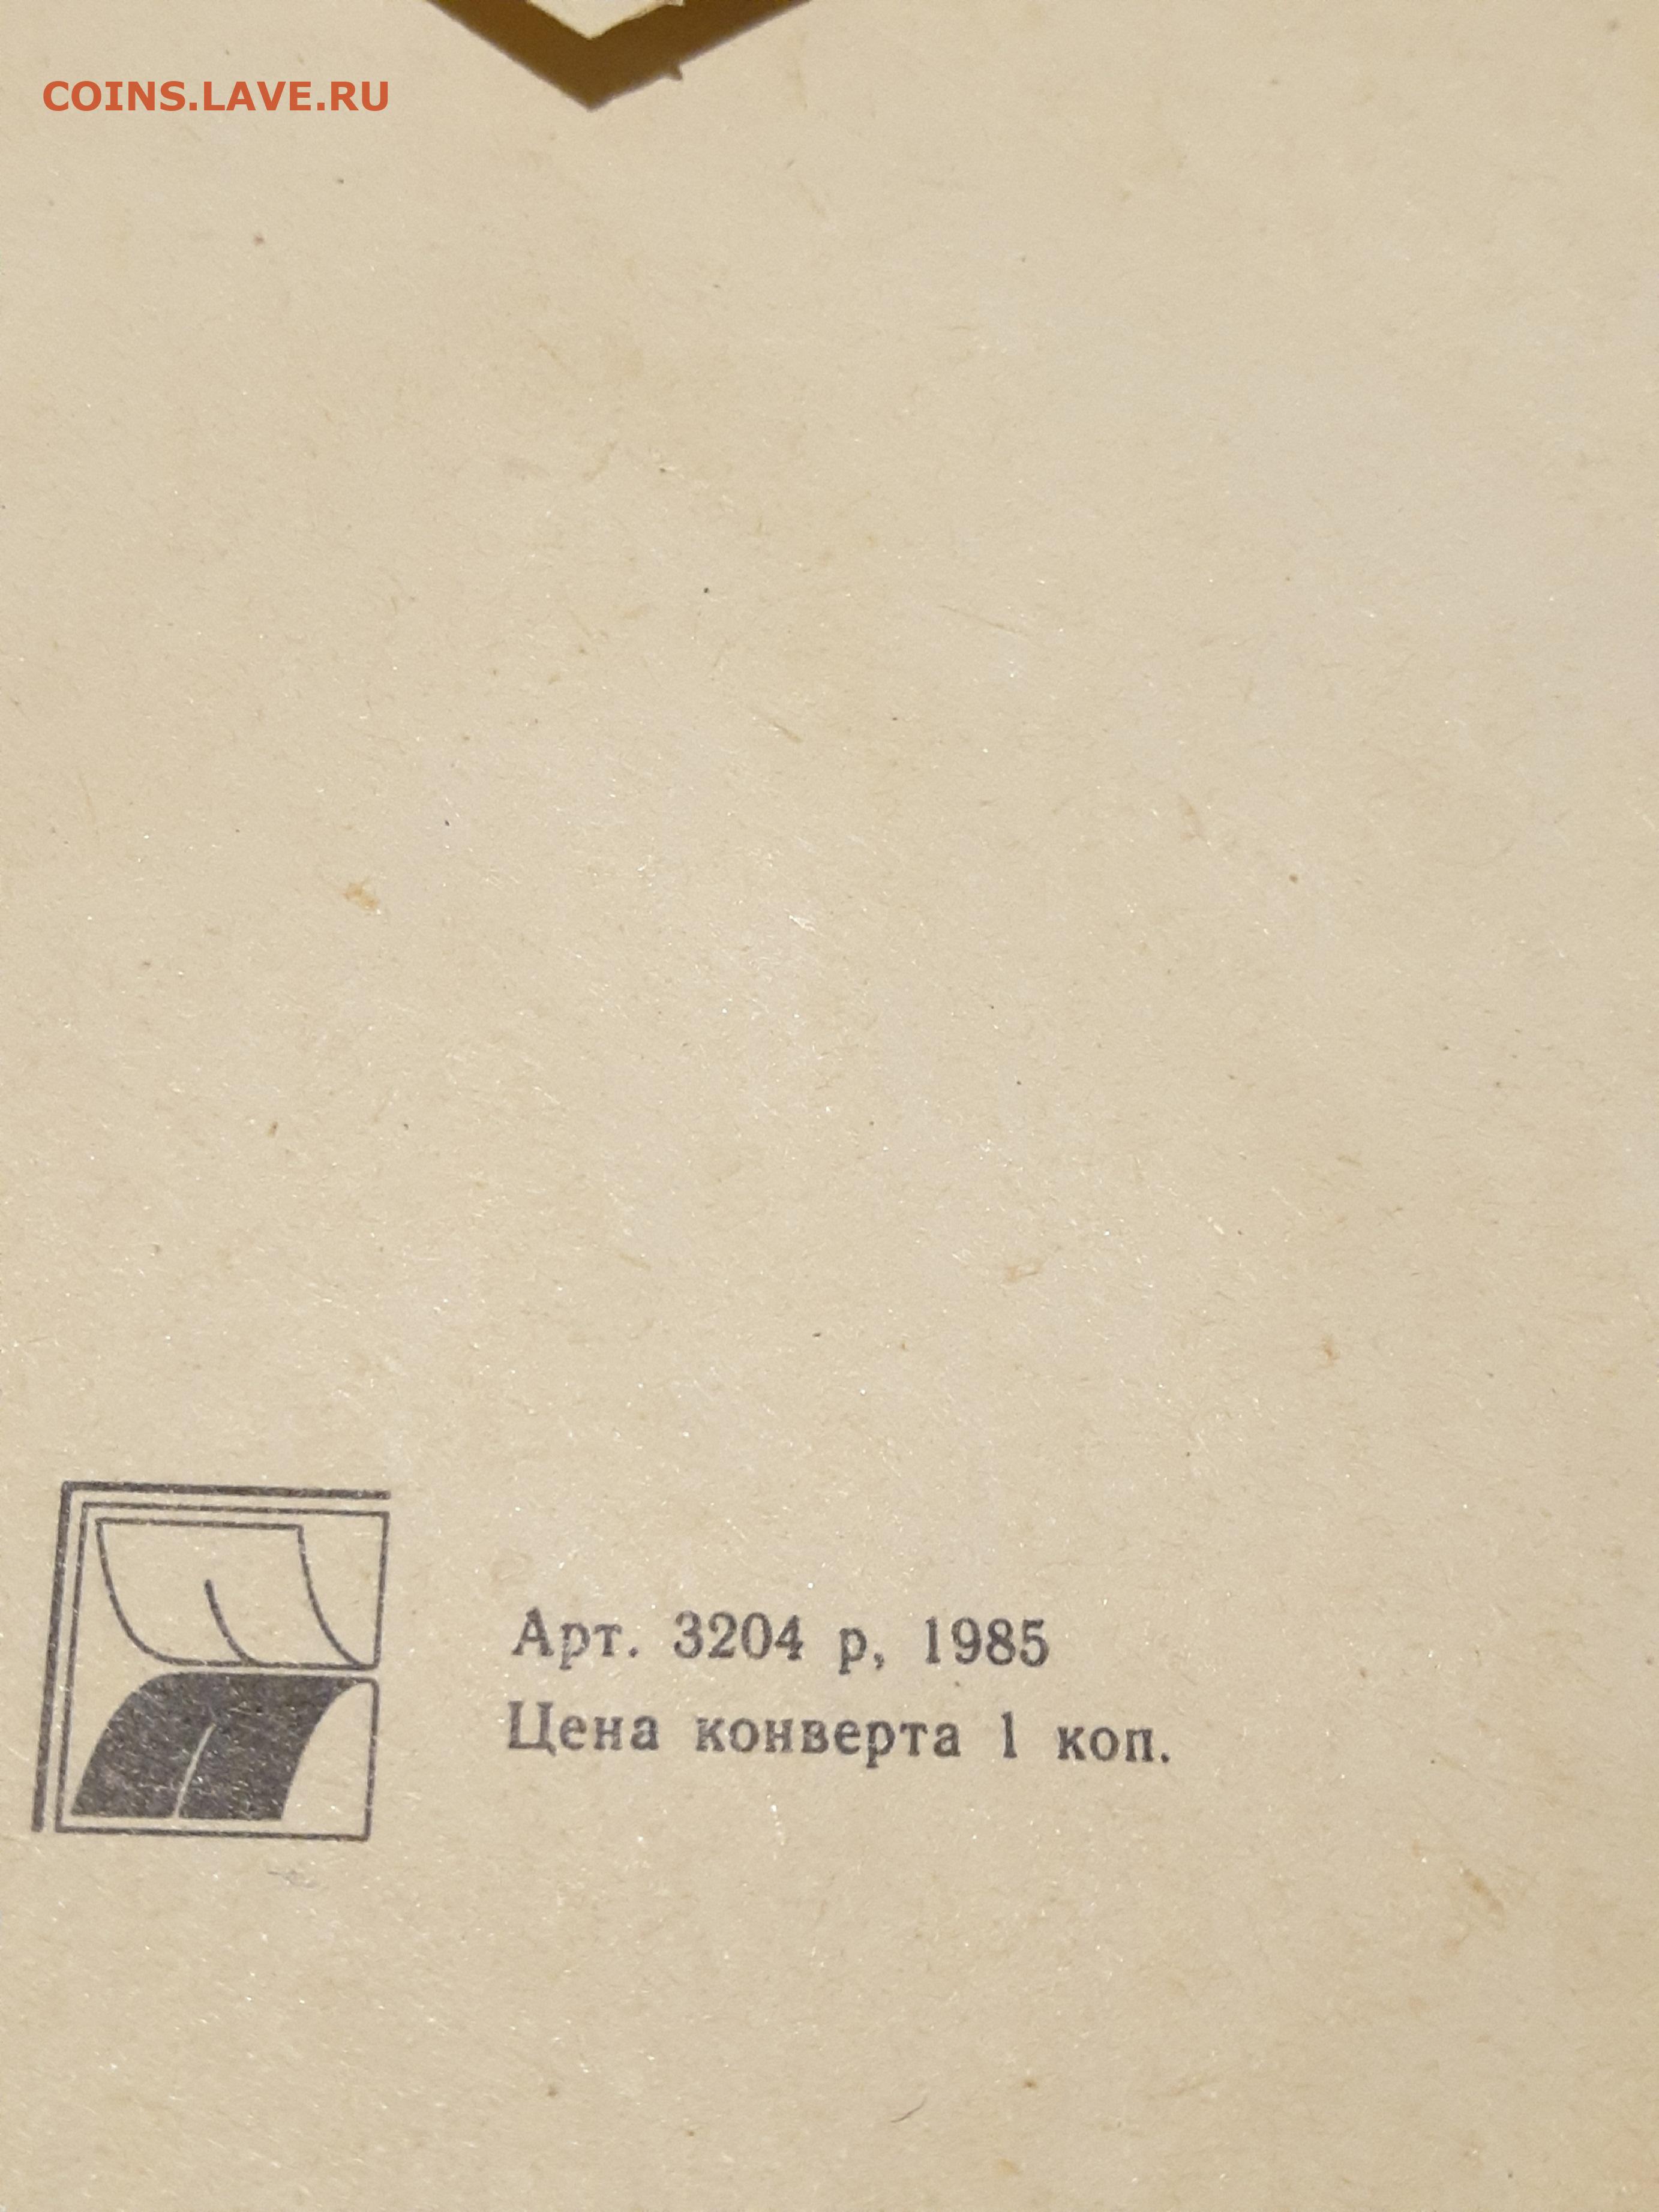 COINS.LAVE.RU
Арт. 3204 р, 1985
Цена конверта 1 коп.